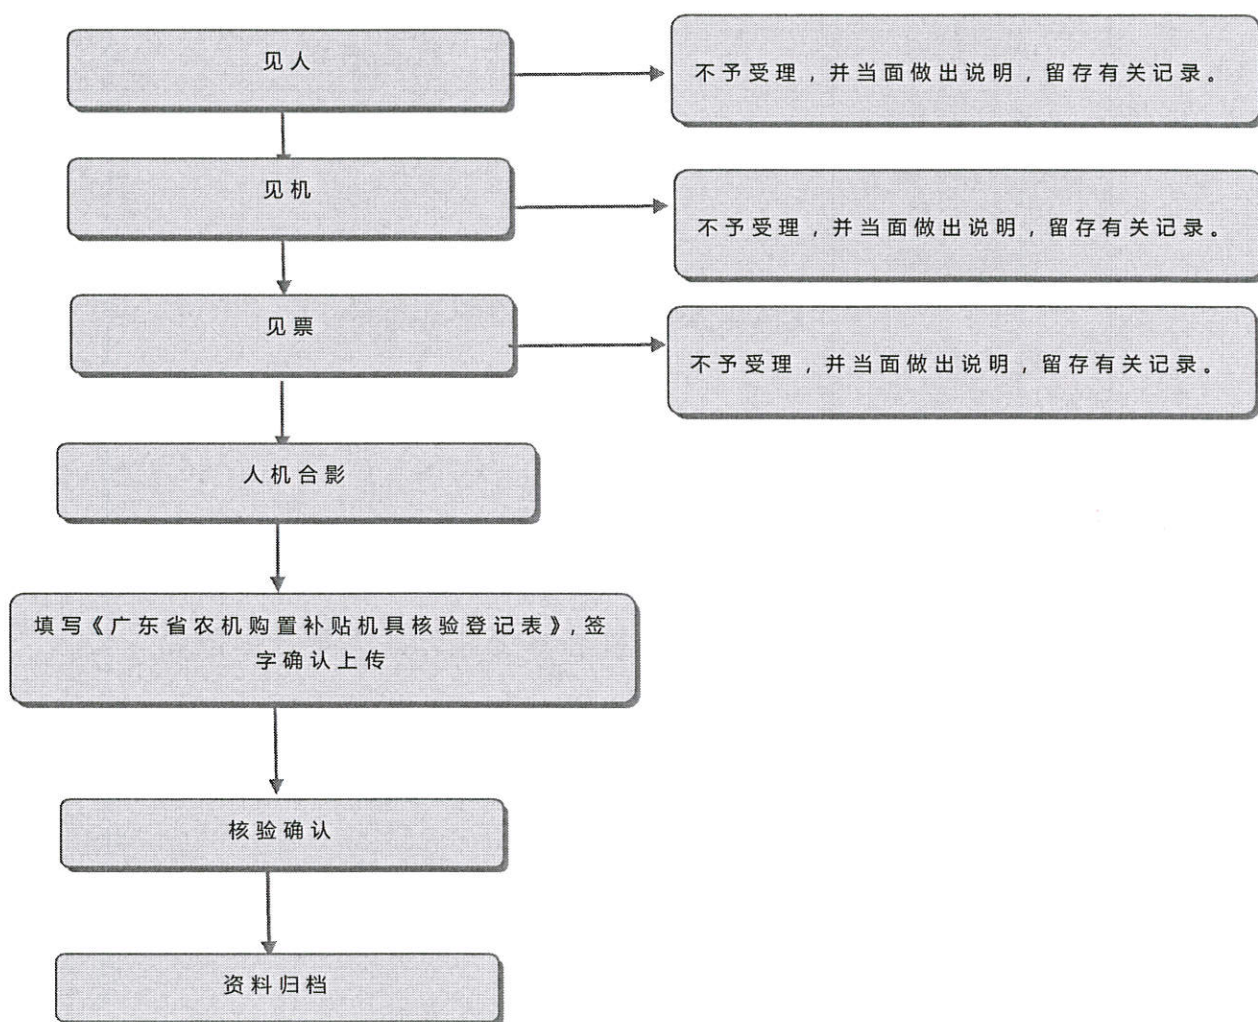 见人
不予受理，并当面做出说明，留存有关记录。
见机
不予受理，并当面做出说明，留存有关记录。
见票
不予受理，并当面做出说明，留存有关记录。
人机合影
填写《广东省农机购置补贴机具核验登记表》,签
字确认上传
核验确认
资料归档